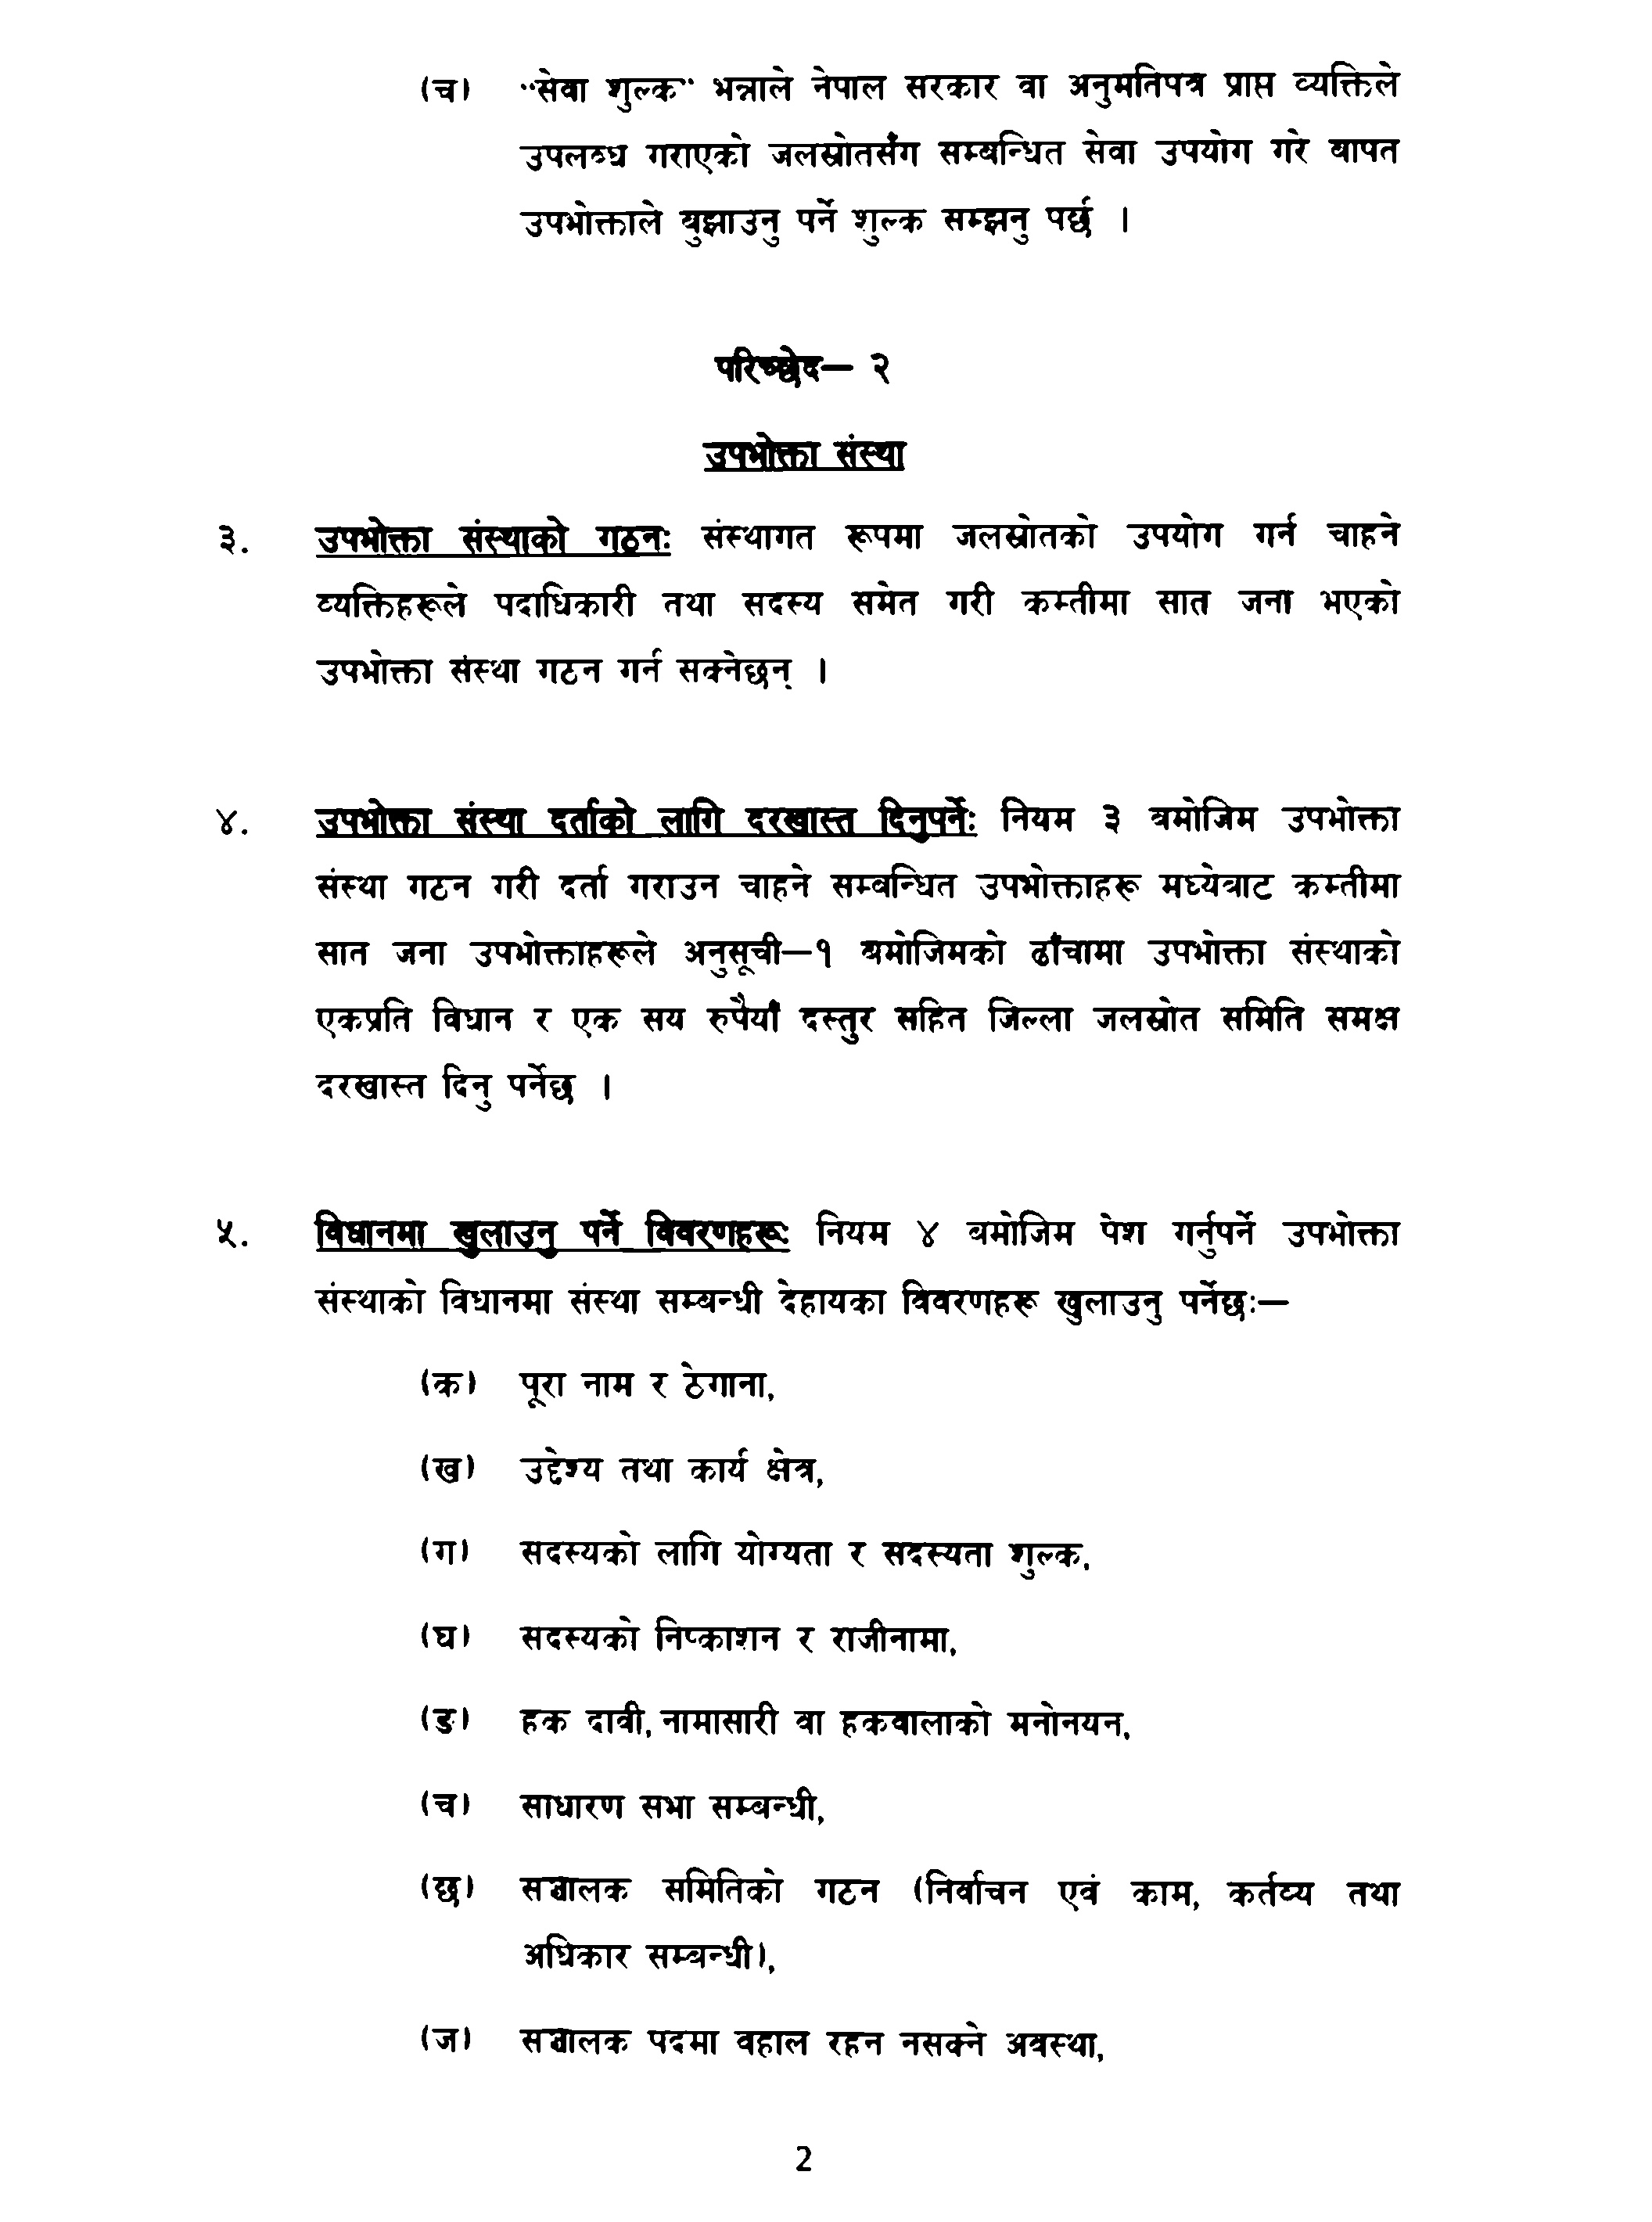 (च) "सेवा शुल्क" भन्नाले नेपाल सरकार वा अनुमतिपत्र प्राप्त व्यक्तिले
उपलब्ध गराएको जलस्रोतसँग सम्बन्धित सेवा उपयोग गरे बापत
उपभोक्ताले बुझाउनु पर्ने शुल्क सम्झनु पर्छ ।
परिच्छेद– २
उपभोक्ता संस्था
३. उपभोक्ता संस्थाको गठनः संस्थागत रूपमा जलस्रोतको उपयोग गर्न चाहने
व्यक्तिहरूले पदाधिकारी तथा सदस्य समेत गरी कम्तीमा सात जना भएको
उपभोक्ता संस्था गठन गर्न सक्नेछन् ।
४. उपभोक्ता संस्था दर्ताको लागि दरखास्त दिनुपर्नेः नियम ३ बमोजिम उपभोक्ता
संस्था गठन गरी दर्ता गराउन चाहने सम्बन्धित उपभोक्ताहरू मध्येबाट कम्तीमा
सात जना उपभोक्ताहरूले अनुसूची–१ बमोजिमको ढाँचामा उपभोक्ता संस्थाको
एकप्रति विधान र एक सय रुपैयाँ दस्तुर सहित जिल्ला जलस्रोत समिति समक्ष
दरखास्त दिनु पर्नेछ ।
५. विधानमा खुलाउनु पर्ने विवरणहरूः नियम ४ बमोजिम पेश गर्नुपर्ने उपभोक्ता
संस्थाको विधानमा संस्था सम्बन्धी देहायका विवरणहरू खुलाउनु पर्नेछः–
(क) पूरा नाम र ठेगाना,
(ख) उद्देश्य तथा कार्य क्षेत्र,
(ग) सदस्यको लागि योग्यता र सदस्यता शुल्क,
(घ) सदस्यको निष्काशन र राजीनामा,
(ङ) हक दावी, नामासारी वा हकवालाको मनोनयन,
(च) साधारण सभा सम्बन्धी,
(छ) सञ्चालक समितिको गठन (निर्वाचन एवं काम, कर्तव्य तथा
अधिकार सम्बन्धी),
(ज) सञ्चालक पदमा वहाल रहन नसक्ने अवस्था,
2